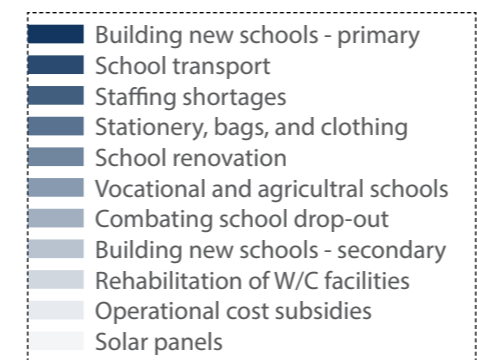 Building new schools - primary
School transport
Staffing shortages
Stationery, bags, and clothing
School renovation
Vocational and agricultral schools
Combating school drop-out
Building new schools - secondary
Rehabilitation of W/C facilities
Operational cost subsidies
Solar panels